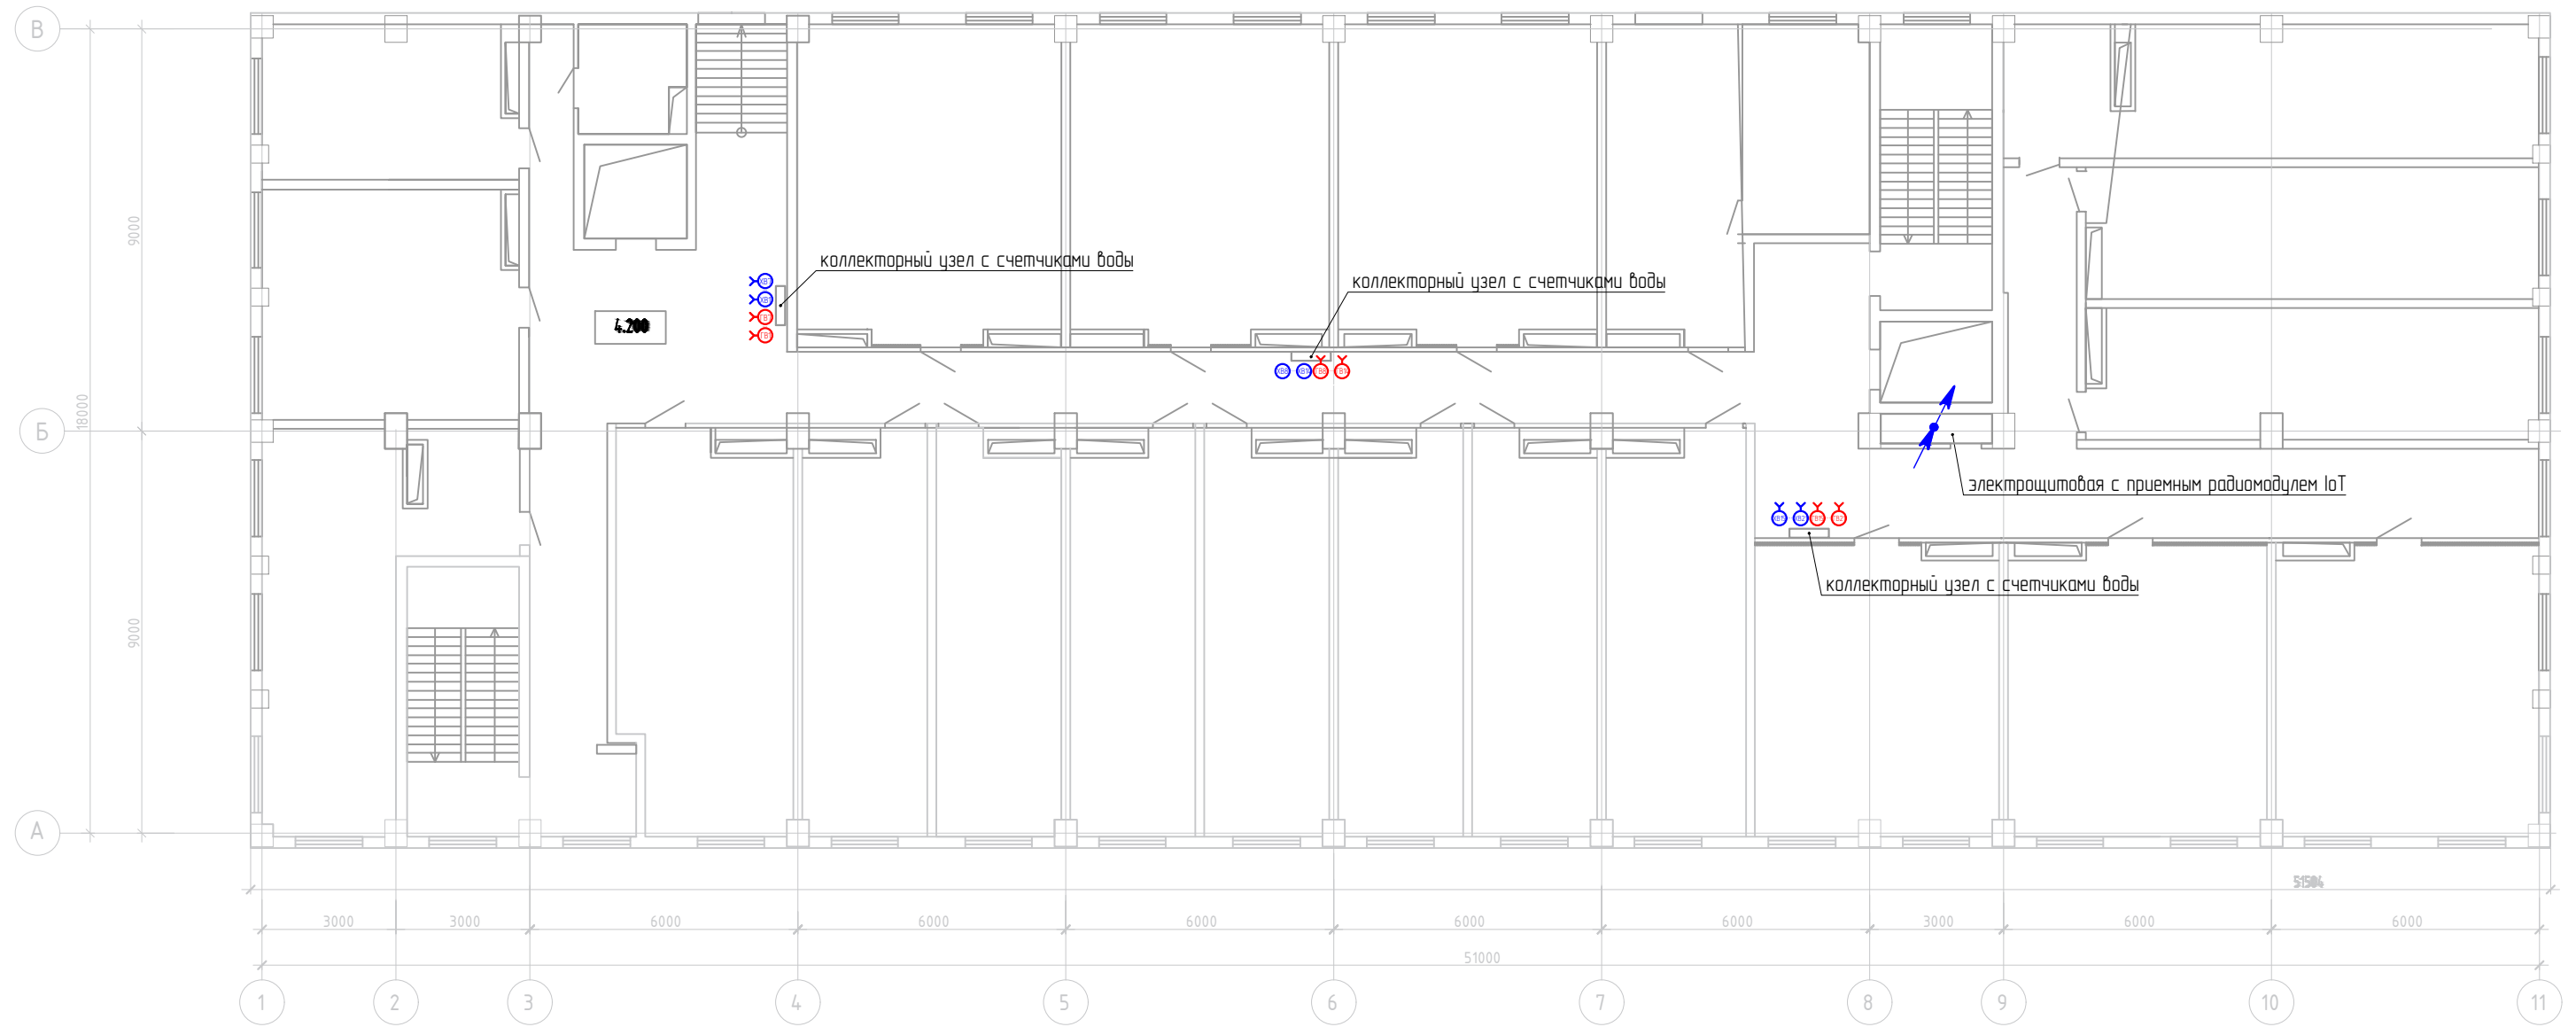 В
9000
коллекторный узел с счетчиками воды
коллекторный узел с счетчиками воды
4.200
18000
Б
электрощитовая с приемным радиомодулем IoT
коллекторный узел с счетчиками воды
9000
А
51504
3000 3000 6000 6000 6000 6000 6000 3000 6000 6000
51000
1 2 3 4 5 6 7 8 9 10 11